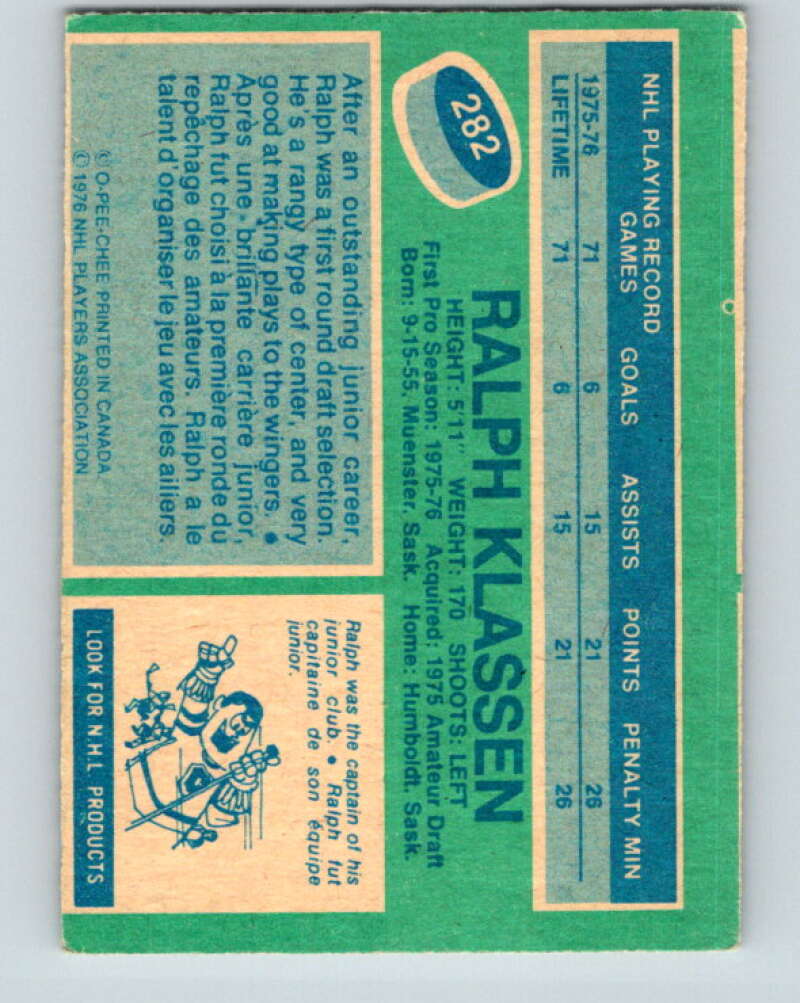 282
RALPH KLASSEN
HEIGHT: 5'11' WEIGHT: 170 SHOOTS: LEFT
First Pro Season: 1975-76 Acquired: 1975 Amateur Draft
Born: 9-15-55, Muenster, Sask. Home: Humboldt, Sask.
NHL PLAYING RECORD
GAMES GOALS ASSISTS POINTS PENALTY MIN
1975-76 71 6 15 21 26
LIFETIME 71 6 15 21 26
After an outstanding junior career,
Ralph was a first round draft selection.
He's a rangy type of center, and very
good at making plays to the wingers. •
Après une brillante carrière junior,
Ralph fut choisi à la première ronde du
repêchage des amateurs. Ralph a le
talent d'organiser le jeu avec les ailiers.
© O-PEE-CHEE PRINTED IN CANADA
© 1976 NHL PLAYERS ASSOCIATION
Ralph was the captain of his
junior club. • Ralph fut
capitaine de son équipe
junior.
LOOK FOR N.H.L. PRODUCTS